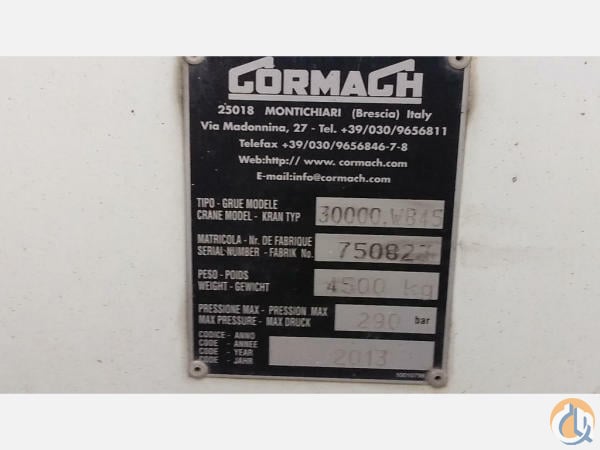 CORMACH
25018 MONTICHIARI (Brescia) Italy
Via Madonnina, 27 - Tel. +39/030/9656811
Telefax +39/030/9656846-7-8
Web:http// www. cormach.com
E-mail:info@cormach.com
TIPO - GRUE MODELE
CRANE MODEL - KRAN TYP 30000.WB45
MATRICOLA - Nr. DE FABRIQUE
SERIAL-NUMBER - FABRIK No. 750823
PESO - POIDS
WEIGHT - GEWICHT 4500 kg
PRESSIONE MAX - PRESSION .MAX
MAX PRESSURE - MAX DRUCK 290 bar
CODICE - ANNO
CODE - ANNEE
CODE - YEAR
CODE - JAHR 2013